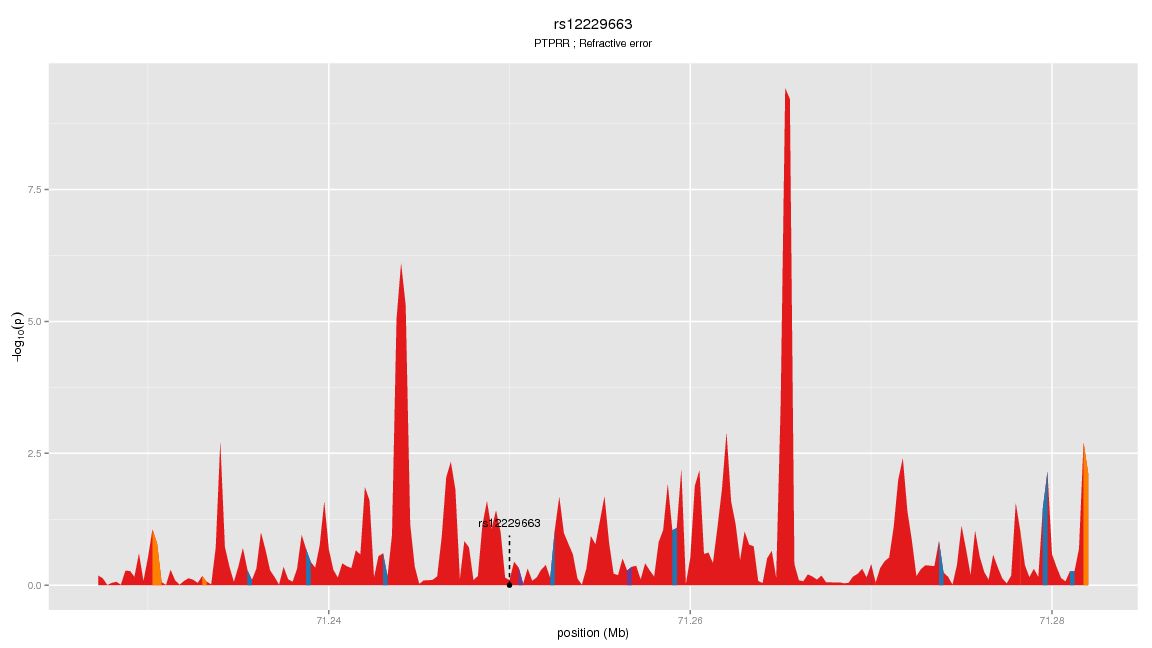 rs12229663
PTPRR ; Refractive error
7.5
5.0
2.5
0.0
−log10(p)
rs12229663
71.24
71.26
71.28
position (Mb)